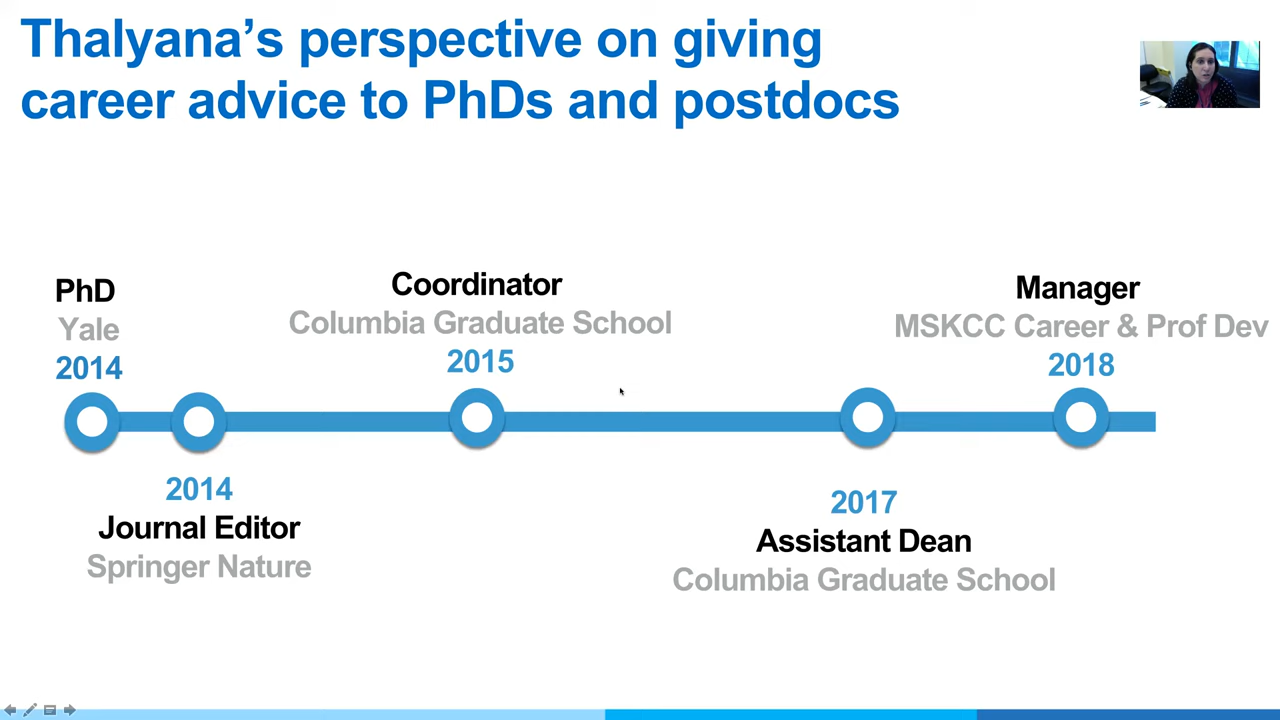 Thalyana’s perspective on giving
career advice to PhDs and postdocs
PhD
Yale
2014
2014
Journal Editor
Springer Nature
Coordinator
Columbia Graduate School
2015
2017
Assistant Dean
Columbia Graduate School
Manager
MSKCC Career & Prof Dev
2018